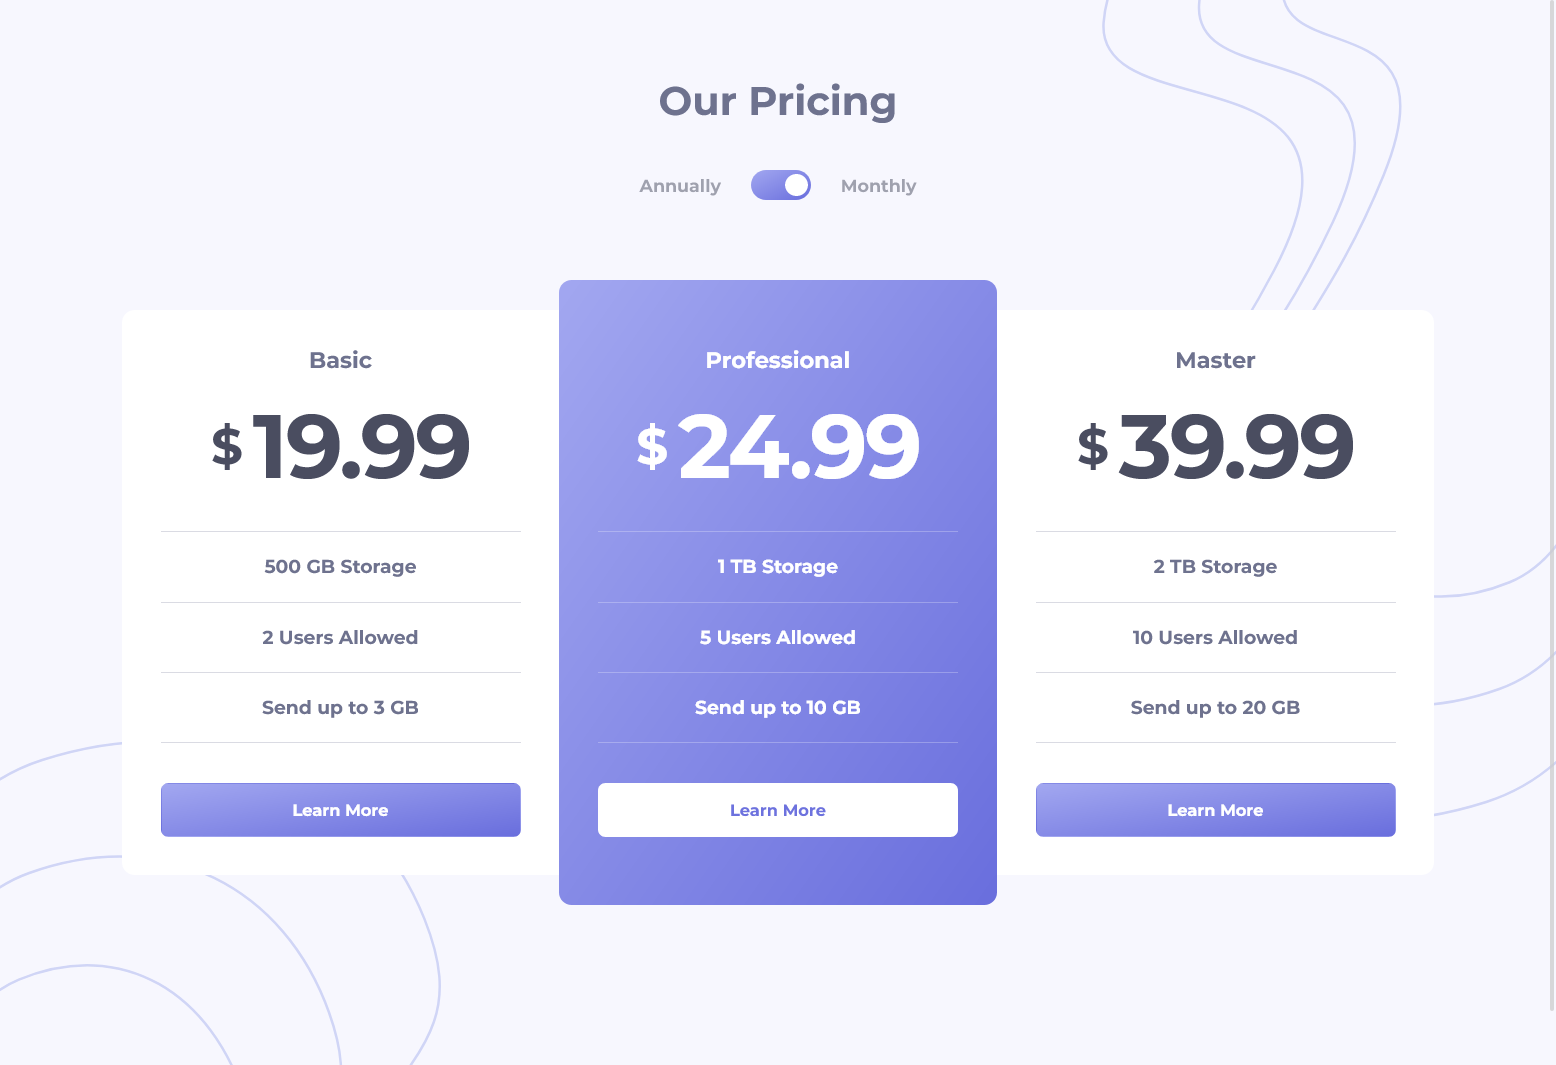 Our Pricing
Annually
Monthly
Basic
$ 19.99
500 GB Storage
2 Users Allowed
Send up to 3 GB
Learn More
Professional
$ 24.99
1 TB Storage
5 Users Allowed
Send up to 10 GB
Learn More
Master
$ 39.99
2 TB Storage
10 Users Allowed
Send up to 20 GB
Learn More